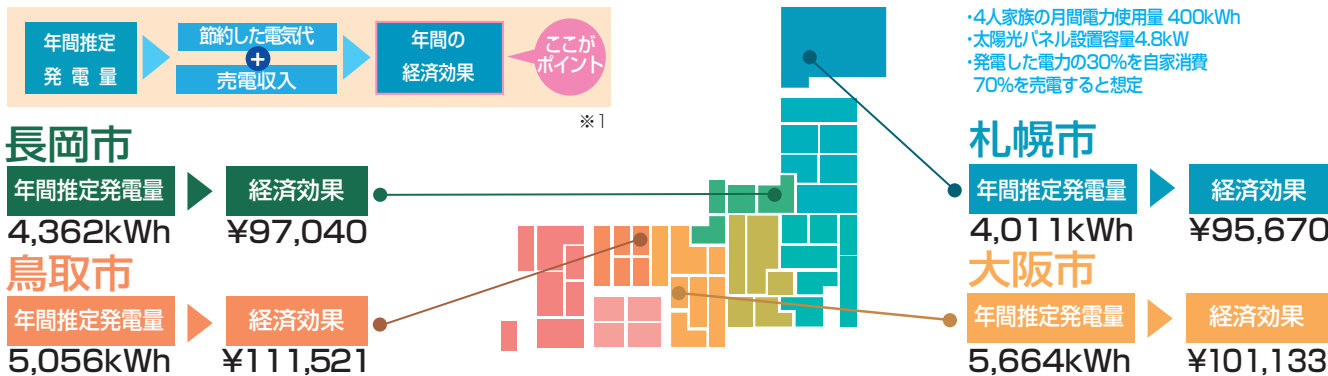 年間推定
発電量
節約した電気代
+
売電収入
年間の
経済効果
ここが
ポイント
※1
・4人家族の月間電力使用量 400kWh
・太陽光パネル設置容量4.8kW
・発電した電力の30%を自家消費
70%を売電すると想定
長岡市
年間推定発電量
経済効果
4,362kWh
¥97,040
鳥取市
年間推定発電量
経済効果
5,056kWh
¥111,521
札幌市
年間推定発電量
経済効果
4,011kWh
¥95,670
大阪市
年間推定発電量
経済効果
5,664kWh
¥101,133